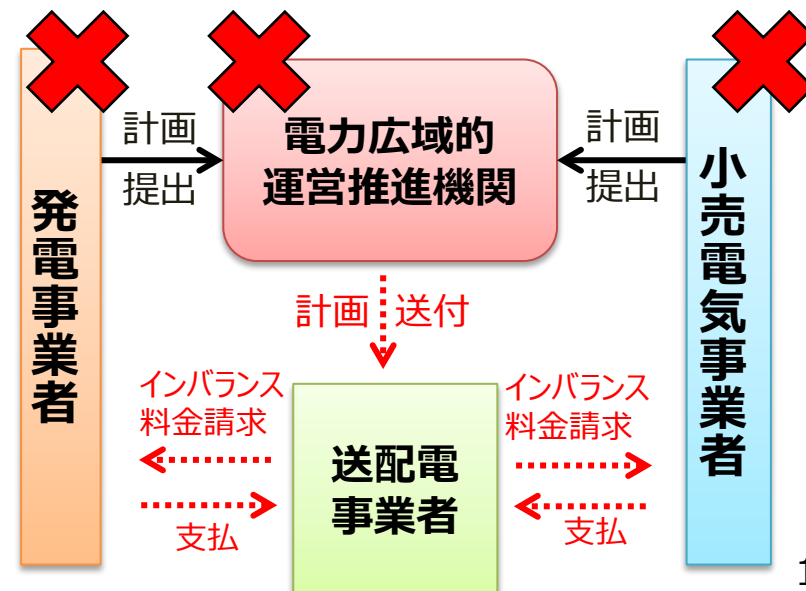 計画
提出
電力広域的
運営推進機関
計画
提出
発電事業者
小売電気事業者
計画 送付
インバランス
料金請求
支払
送配電
事業者
インバランス
料金請求
支払